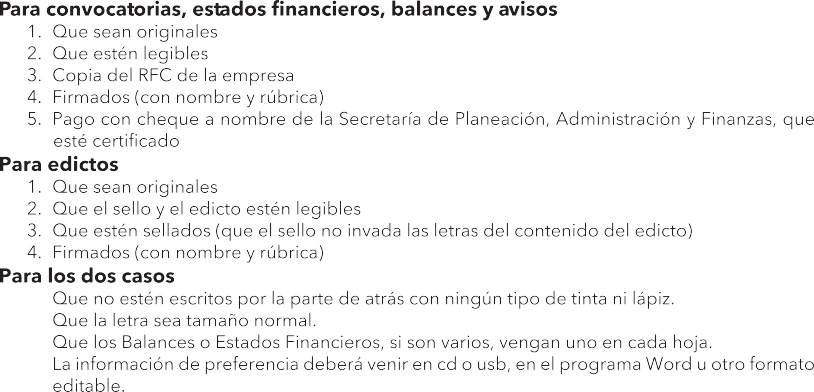 Para convocatorias, estados financieros, balances y avisos
1. Que sean originales
2. Que estén legibles
3. Copia del RFC de la empresa
4. Firmados (con nombre y rúbrica)
5. Pago con cheque a nombre de la Secretaría de Planeación, Administración y Finanzas, que
esté certificado
Para edictos
1. Que sean originales
2. Que el sello y el edicto estén legibles
3. Que estén sellados (que el sello no invada las letras del contenido del edicto)
4. Firmados (con nombre y rúbrica)
Para los dos casos
Que no estén escritos por la parte de atrás con ningún tipo de tinta ni lápiz.
Que la letra sea tamaño normal.
Que los Balances o Estados Financieros, si son varios, vengan uno en cada hoja.
La información de preferencia deberá venir en cd o usb, en el programa Word u otro formato
editable.